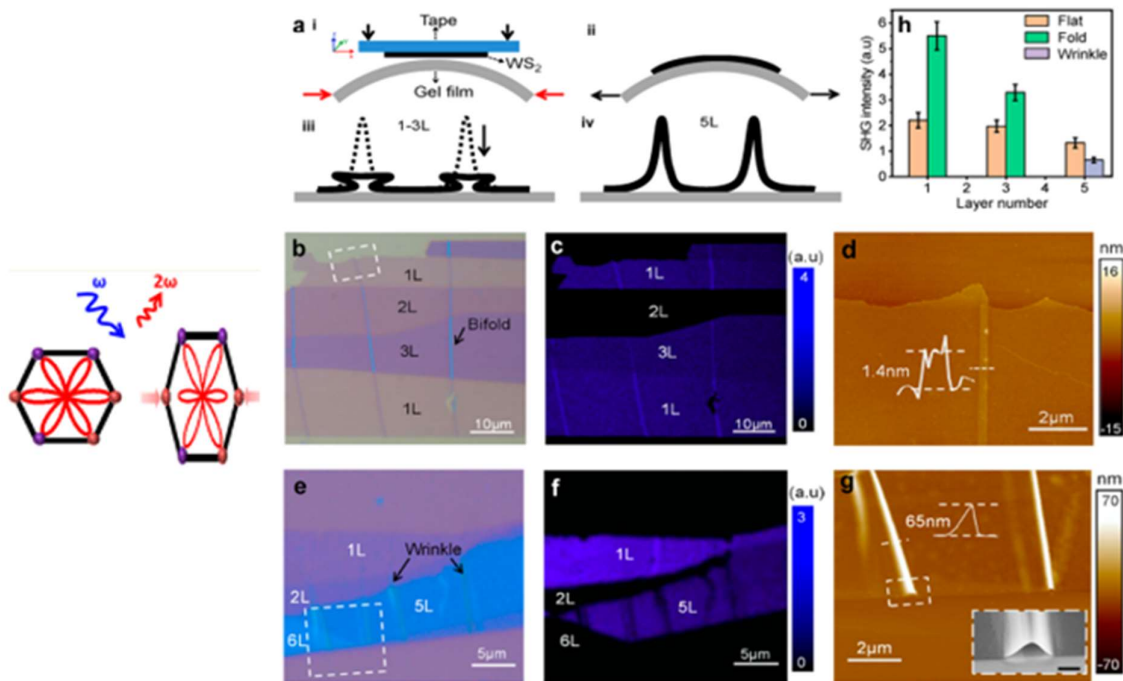 ω
2ω
a
i
Tape
WS₂
Gel film
ii
iii
1-3L
iv
5L
h
SHG intensity (a.u)
6
5
4
3
2
1
0
Flat
Fold
Wrinkle
1 2 3 4 5
Layer number
b
1L
2L
Bifold
3L
1L
10μm
c
1L
2L
3L
1L
10μm
(a.u)
4
0
d
1.4nm
2μm
nm
16
-15
e
1L
Wrinkle
2L
5L
6L
5μm
f
1L
2L
5L
6L
5μm
(a.u)
3
0
g
65nm
2μm
nm
70
-70